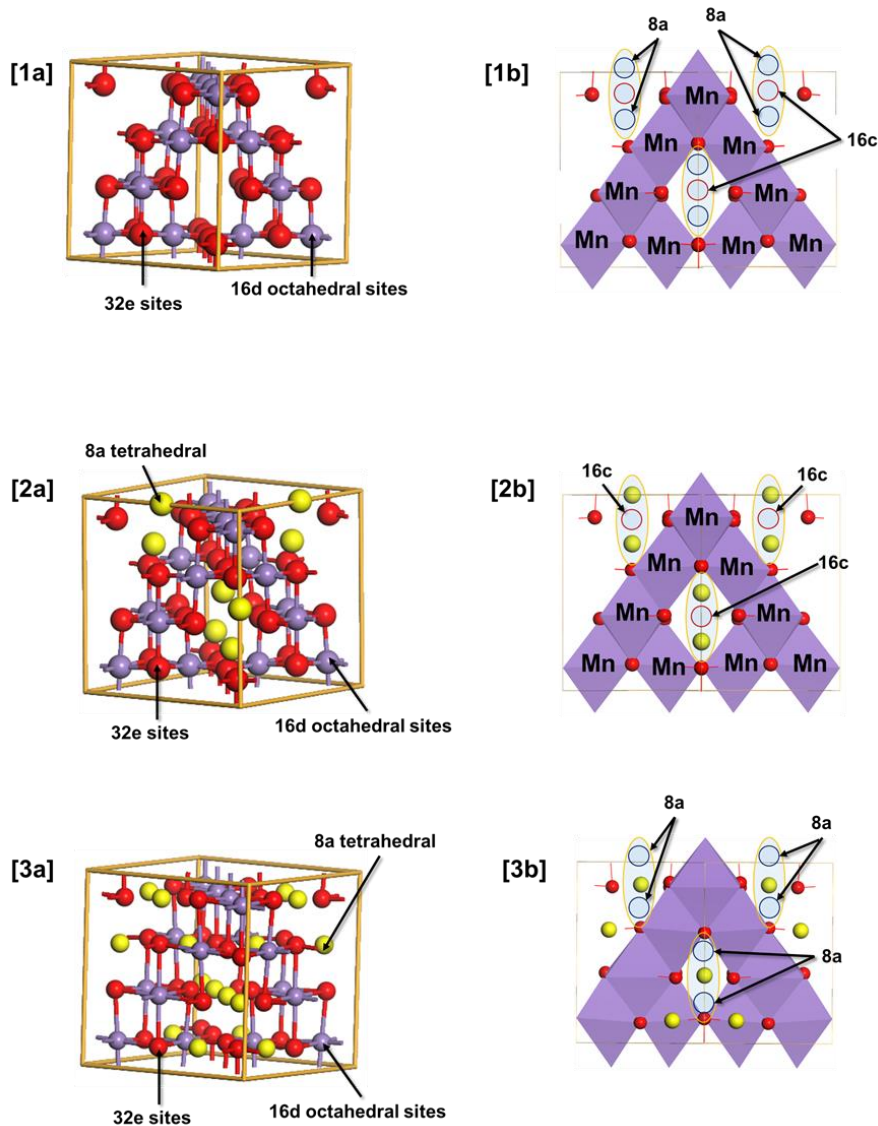 [1a]
32e sites
16d octahedral sites
[1b]
8a
8a
16c
Mn
Mn
Mn
Mn
Mn
Mn
Mn
Mn
Mn
[2a]
8a tetrahedral
32e sites
16d octahedral sites
[2b]
16c
16c
16c
Mn
Mn
Mn
Mn
Mn
Mn
Mn
Mn
Mn
[3a]
8a tetrahedral
32e sites
16d octahedral sites
[3b]
8a
8a
8a